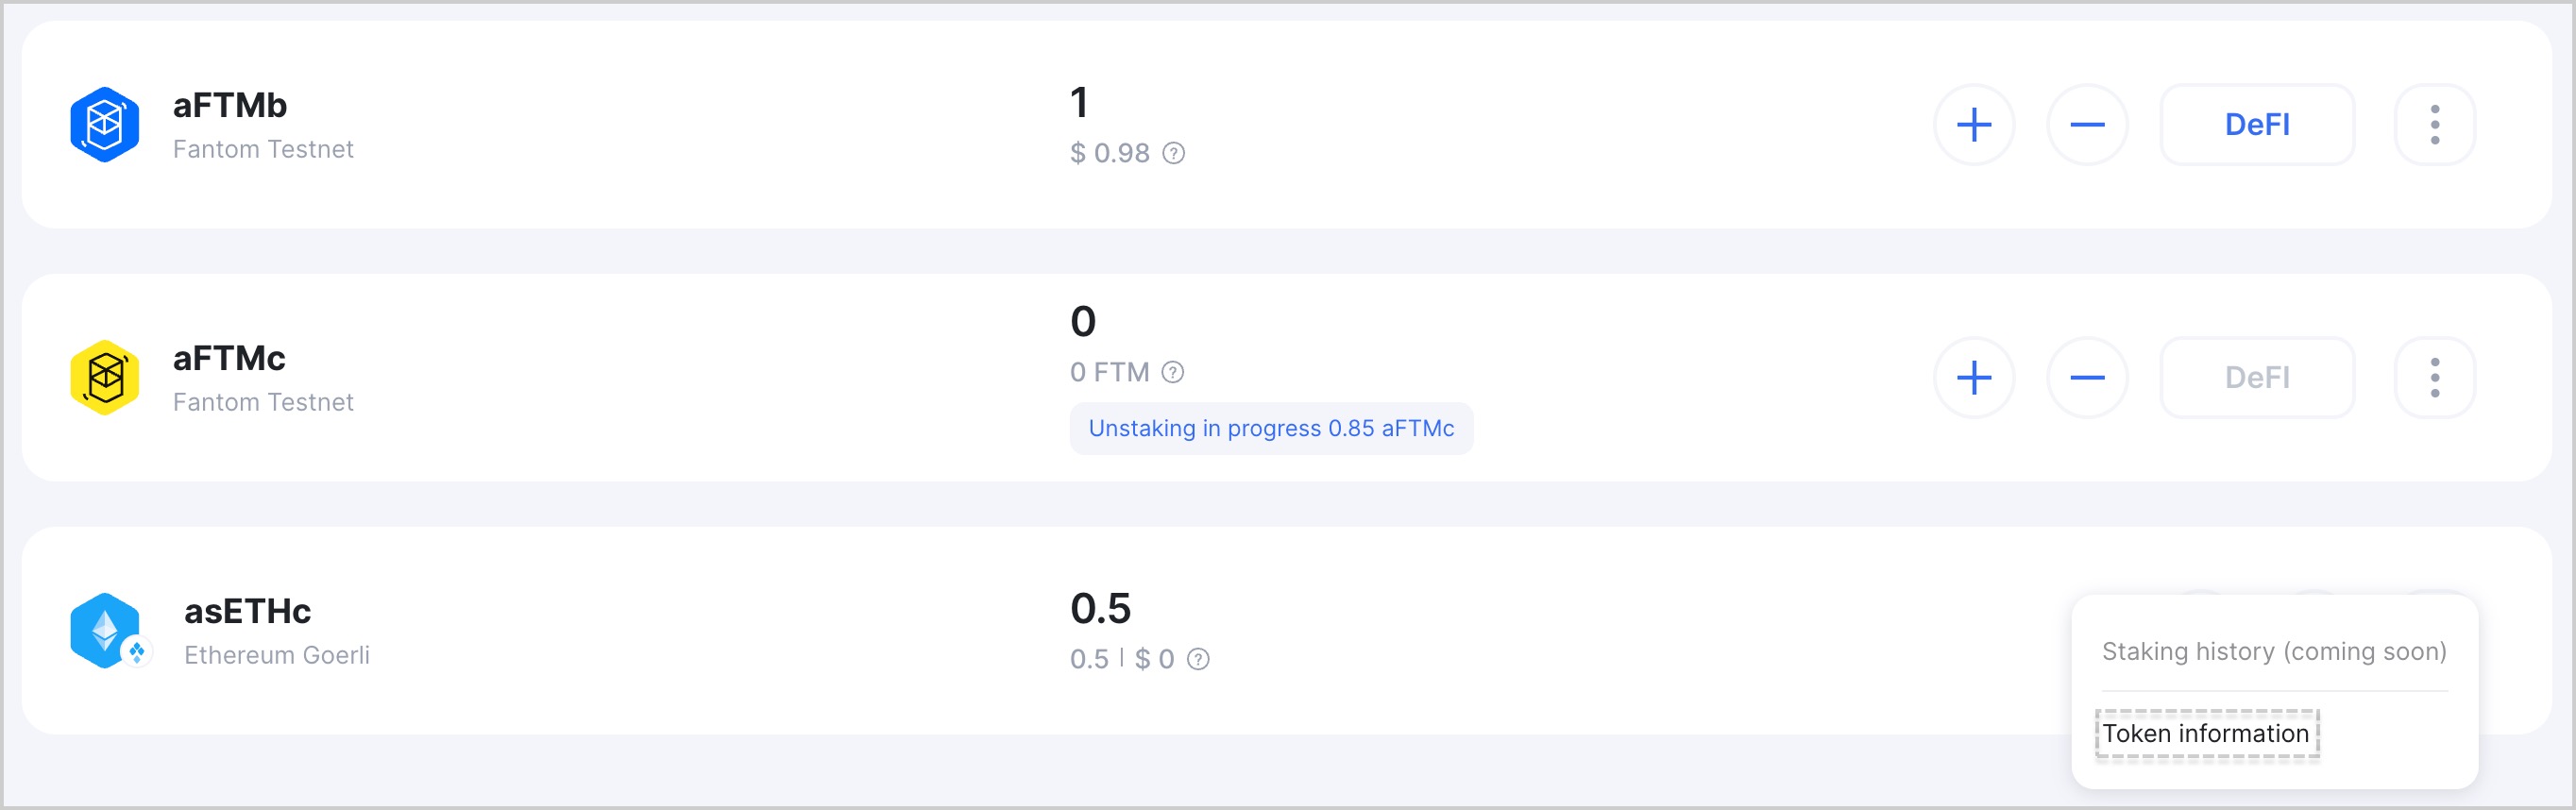 aFTMb
Fantom Testnet
1
$ 0.98 ?
DeFI
aFTMc
Fantom Testnet
0
0 FTM ?
Unstaking in progress 0.85 aFTMc
DeFI
asETHc
Ethereum Goerli
0.5
0.5 | $ 0 ?
Staking history (coming soon)
Token information